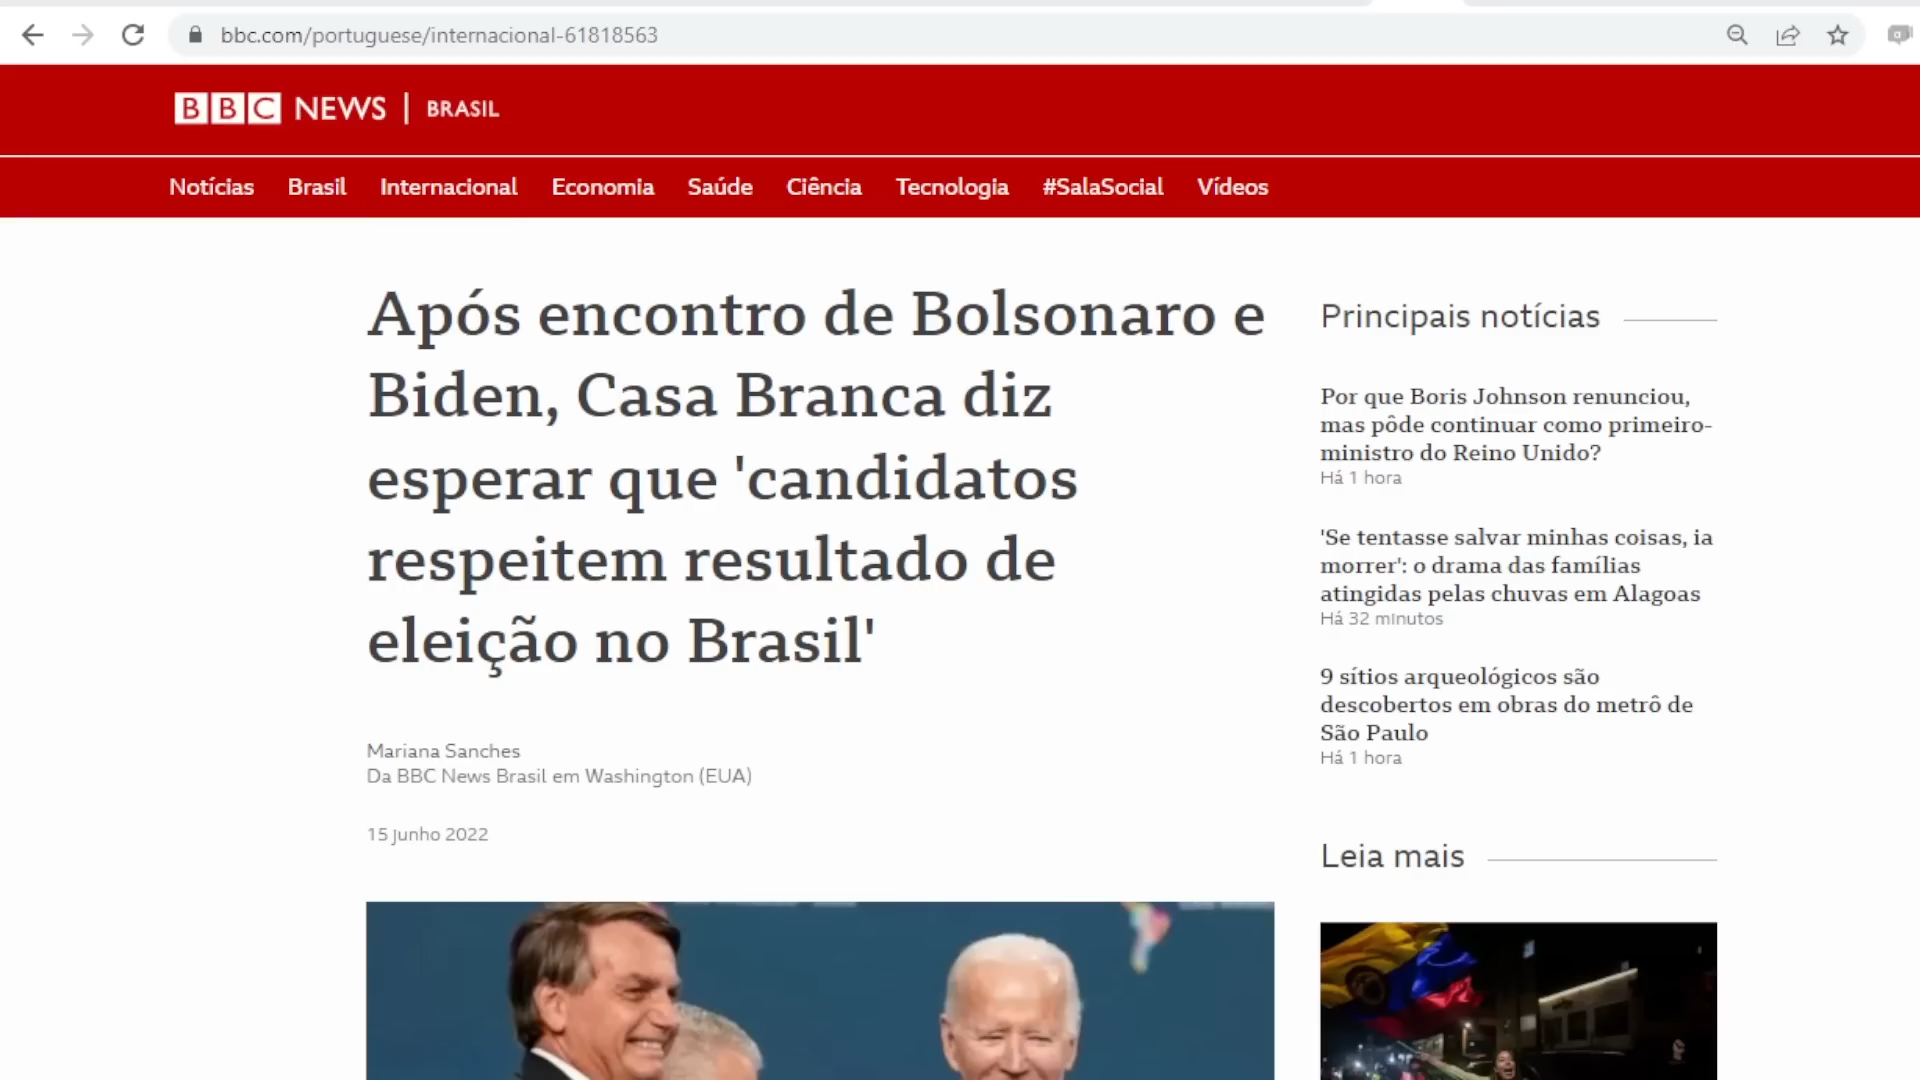 bbc.com/portuguese/internacional-61818563
BBC NEWS | BRASIL
Notícias Brasil Internacional Economia Saúde Ciência Tecnologia #SalaSocial Vídeos
Após encontro de Bolsonaro e
Biden, Casa Branca diz
esperar que 'candidatos
respeitem resultado de
eleição no Brasil'
Mariana Sanches
Da BBC News Brasil em Washington (EUA)
15 junho 2022
Principais notícias
Por que Boris Johnson renunciou,
mas pôde continuar como primeiro-
ministro do Reino Unido?
Há 1 hora
'Se tentasse salvar minhas coisas, ia
morrer': o drama das famílias
atingidas pelas chuvas em Alagoas
Há 32 minutos
9 sítios arqueológicos são
descobertos em obras do metrô de
São Paulo
Há 1 hora
Leia mais